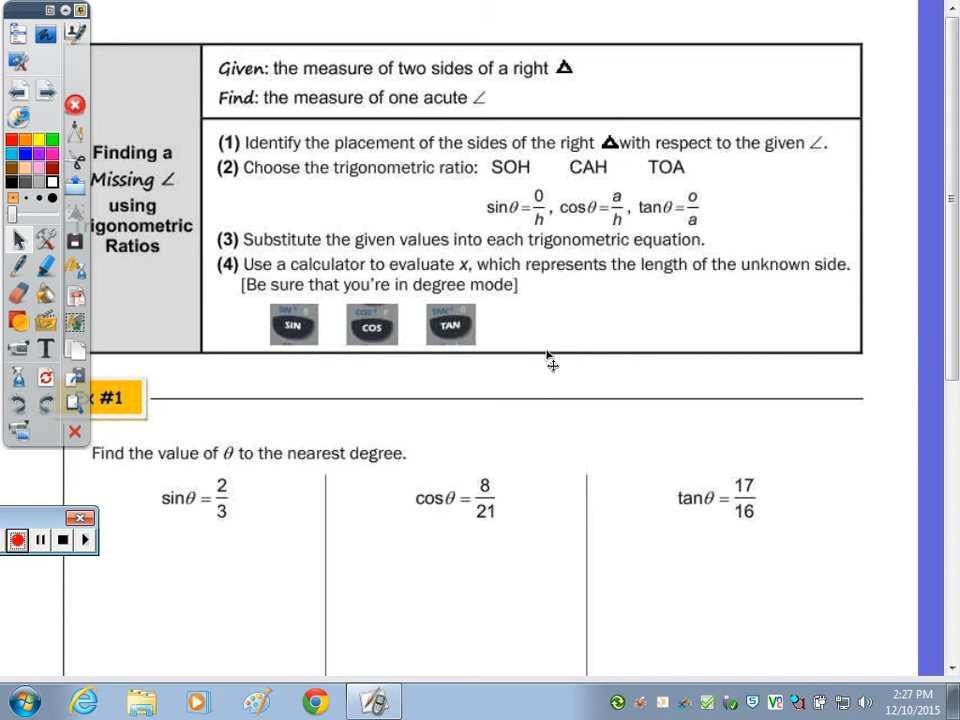 Given: the measure of two sides of a right △
Find: the measure of one acute ∠
Finding a
Missing ∠
using
rigonometric
Ratios
(1) Identify the placement of the sides of the right △with respect to the given ∠.
(2) Choose the trigonometric ratio: SOH CAH TOA
sinθ = 0/h, cosθ = a/h, tanθ = o/a
(3) Substitute the given values into each trigonometric equation.
(4) Use a calculator to evaluate x, which represents the length of the unknown side.
[Be sure that you're in degree mode]
SIN COS TAN
x #1
Find the value of θ to the nearest degree.
sinθ = 2/3 cosθ = 8/21 tanθ = 17/16
2:27 PM
12/10/2015